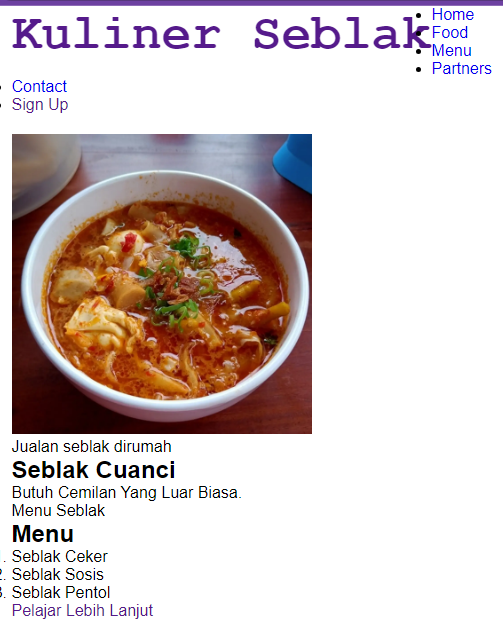 Kuliner Seblak
Home
Food
Menu
Partners
Contact
Sign Up
Jualan seblak dirumah
Seblak Cuanci
Butuh Cemilan Yang Luar Biasa.
Menu Seblak
Menu
1. Seblak Ceker
2. Seblak Sosis
3. Seblak Pentol
Pelajar Lebih Lanjut